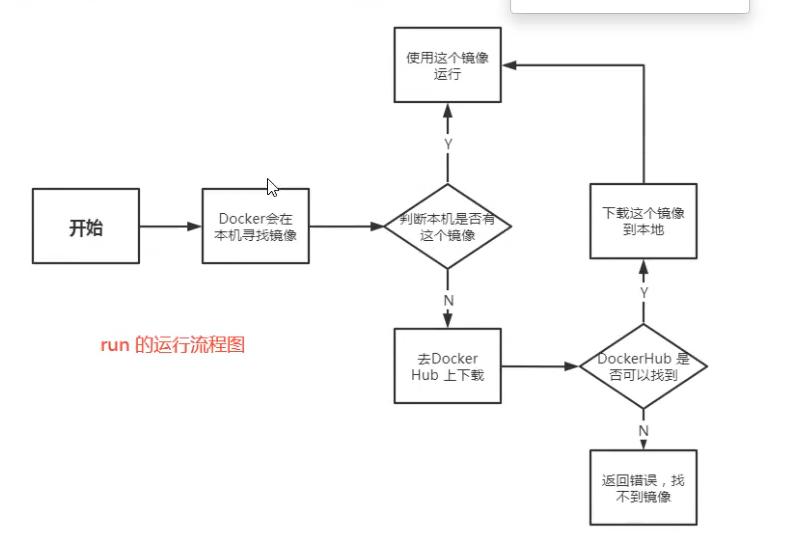 使用这个镜像
运行
Y
开始
Docker会在
本机寻找镜像
判断本机是否有
这个镜像
下载这个镜像
到本地
N
Y
run 的运行流程图
去Docker
Hub 上下载
DockerHub 是
否可以找到
N
返回错误，找
不到镜像